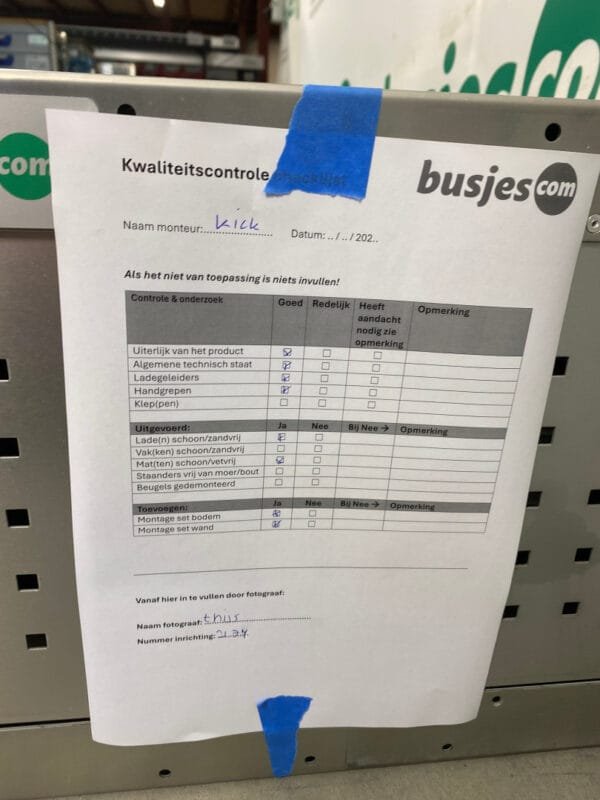 com
com
Kwaliteitscontrole checklist
busjes.com
Naam monteur: Kick Datum: ../../202..
Als het niet van toepassing is niets invullen!
Controle & onderzoek Goed Redelijk Heeft aandacht nodig zie opmerking Opmerking
Uiterlijk van het product
Algemene technisch staat
Ladegeleiders
Handgrepen
Klep(pen)
Uitgevoerd: Ja Nee Bij Nee → Opmerking
Lade(n) schoon/zandvrij
Vak(ken) schoon/zandvrij
Mat(ten) schoon/vetvrij
Staanders vrij van moer/bout
Beugels gedemonteerd
Toevoegen: Ja Nee Bij Nee → Opmerking
Montage set bodem
Montage set wand
Vanaf hier in te vullen door fotograaf:
Naam fotograaf: thijs
Nummer inrichting: